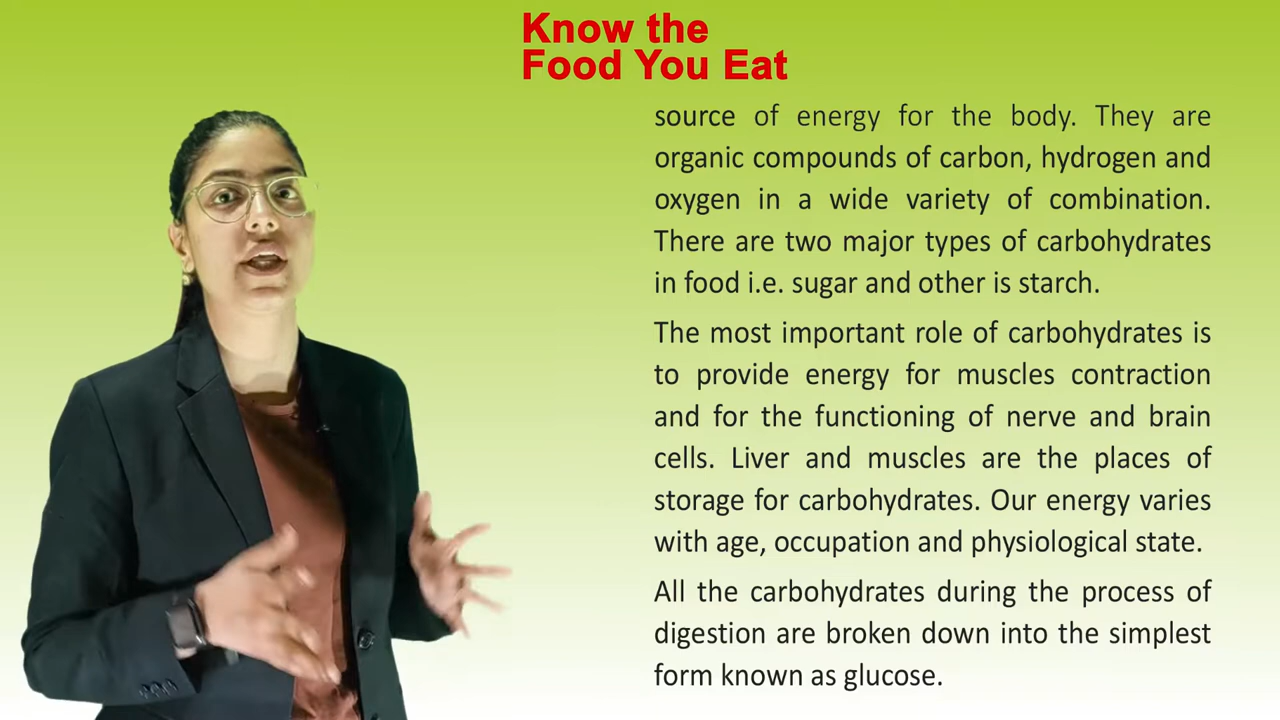 Know the
Food You Eat
source of energy for the body. They are
organic compounds of carbon, hydrogen and
oxygen in a wide variety of combination.
There are two major types of carbohydrates
in food i.e. sugar and other is starch.
The most important role of carbohydrates is
to provide energy for muscles contraction
and for the functioning of nerve and brain
cells. Liver and muscles are the places of
storage for carbohydrates. Our energy varies
with age, occupation and physiological state.
All the carbohydrates during the process of
digestion are broken down into the simplest
form known as glucose.